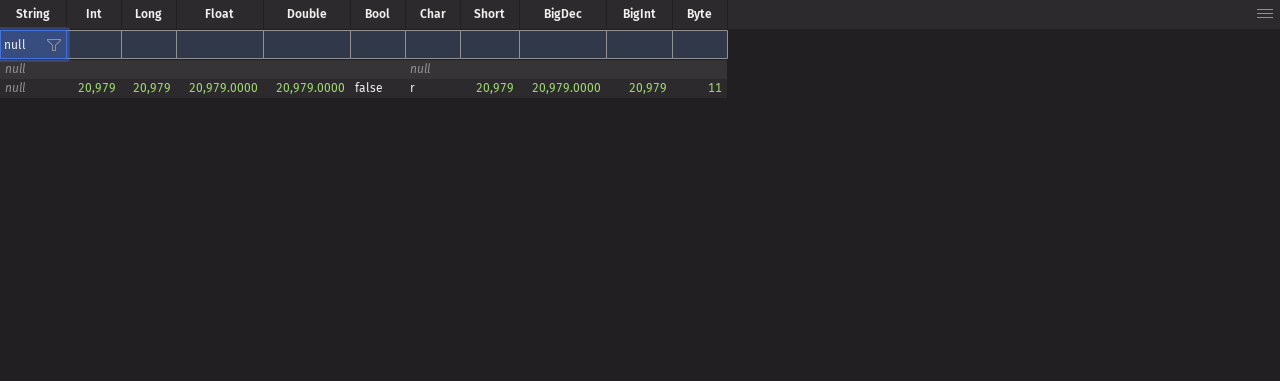 String Int Long Float Double Bool Char Short BigDec BigInt Byte
null
null null
null 20,979 20,979 20,979.0000 20,979.0000 false r 20,979 20,979.0000 20,979 11